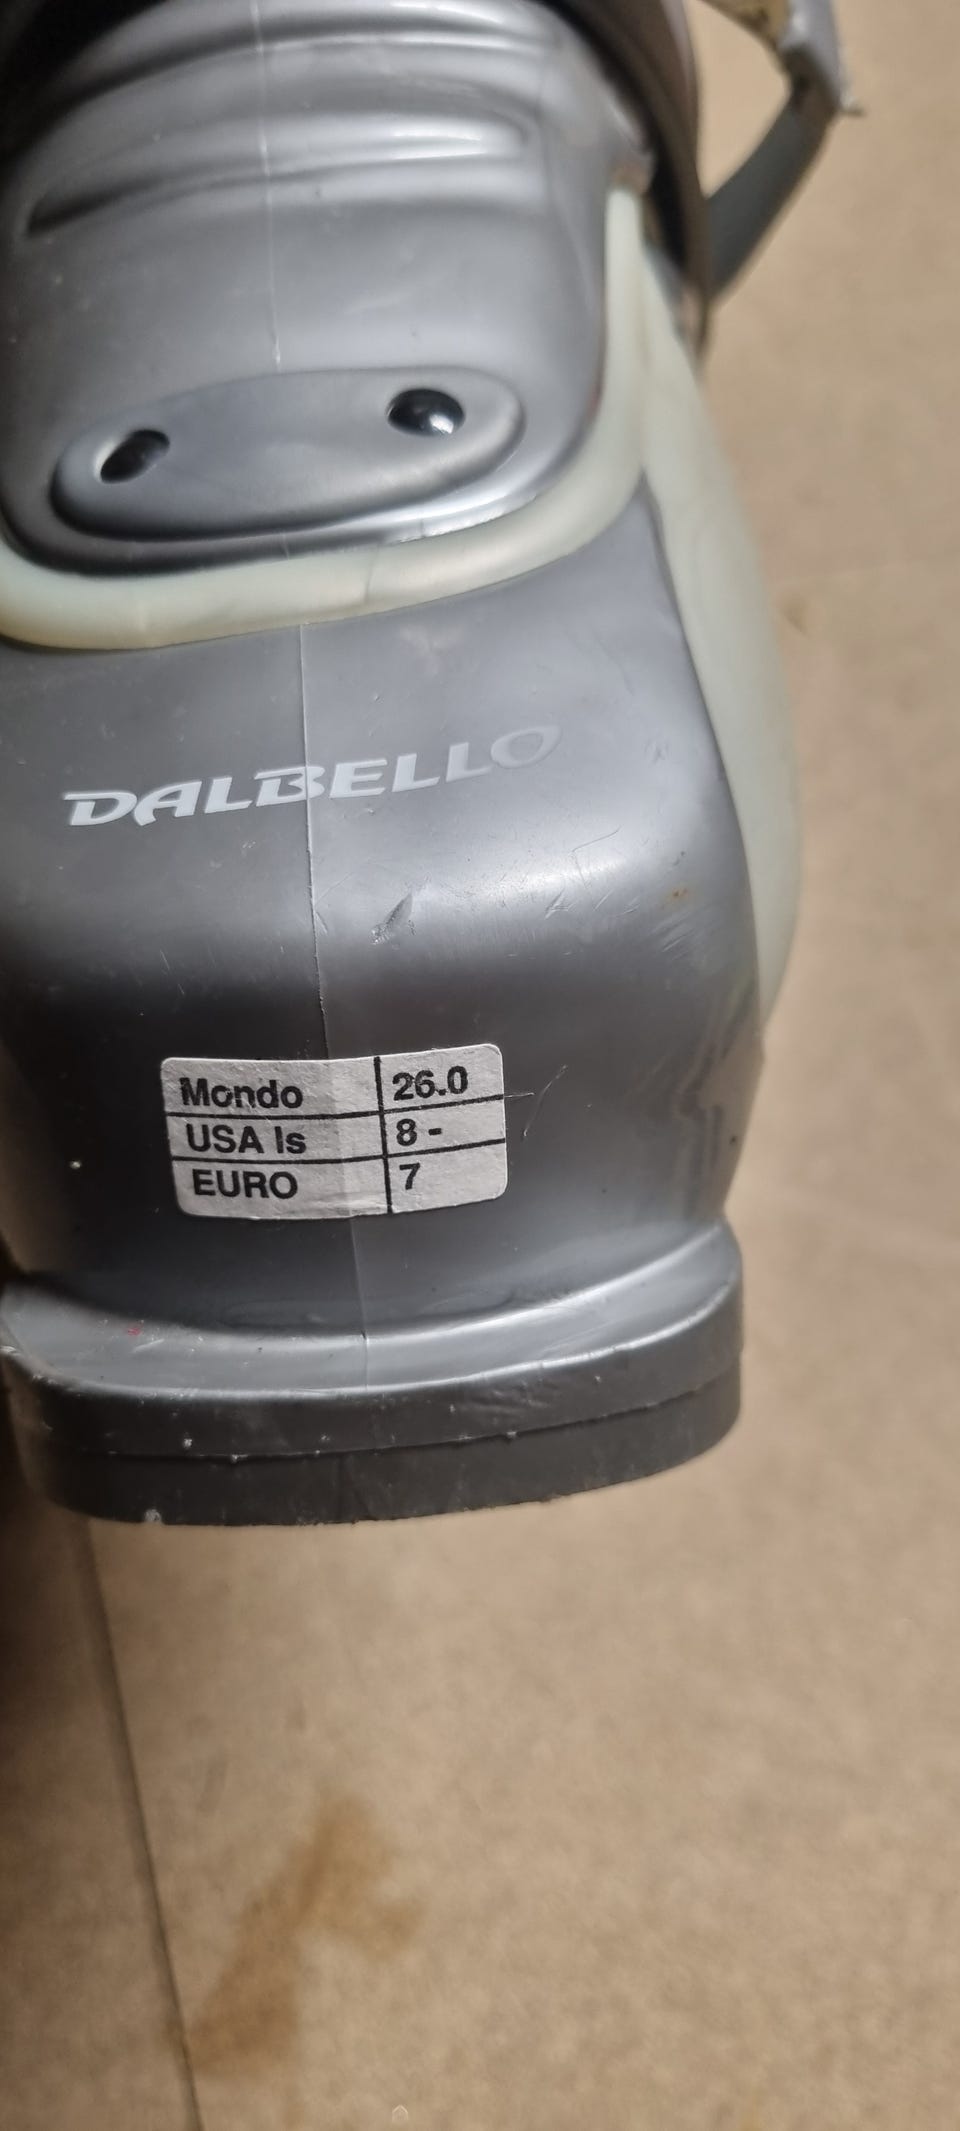 DALBELLO
Mondo 26.0
USA ls 8 -
EURO 7